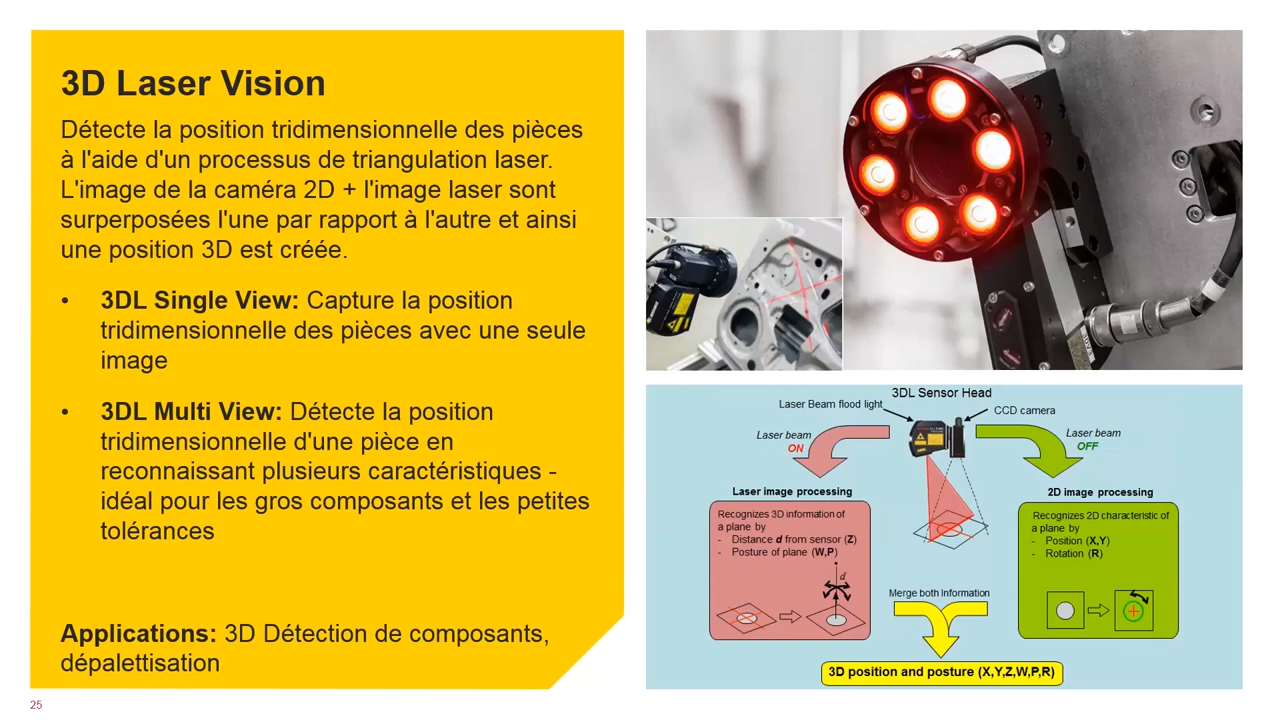 3D Laser Vision
Détecte la position tridimensionnelle des pièces
à l'aide d'un processus de triangulation laser.
L'image de la caméra 2D + l'image laser sont
surperposées l'une par rapport à l'autre et ainsi
une position 3D est créée.
• 3DL Single View: Capture la position
tridimensionnelle des pièces avec une seule
image
• 3DL Multi View: Détecte la position
tridimensionnelle d'une pièce en
reconnaissant plusieurs caractéristiques -
idéal pour les gros composants et les petites
tolérances
Applications: 3D Détection de composants,
dépalettisation
25
3DL Sensor Head
Laser Beam flood light
CCD camera
Laser beam
ON
Laser beam
OFF
Laser image processing
Recognizes 3D information of
a plane by
- Distance d from sensor (Z)
- Posture of plane (W,P)
d
2D image processing
Recognizes 2D characteristic of
a plane by
- Position (X,Y)
- Rotation (R)
Merge both Information
3D position and posture (X,Y,Z,W,P,R)